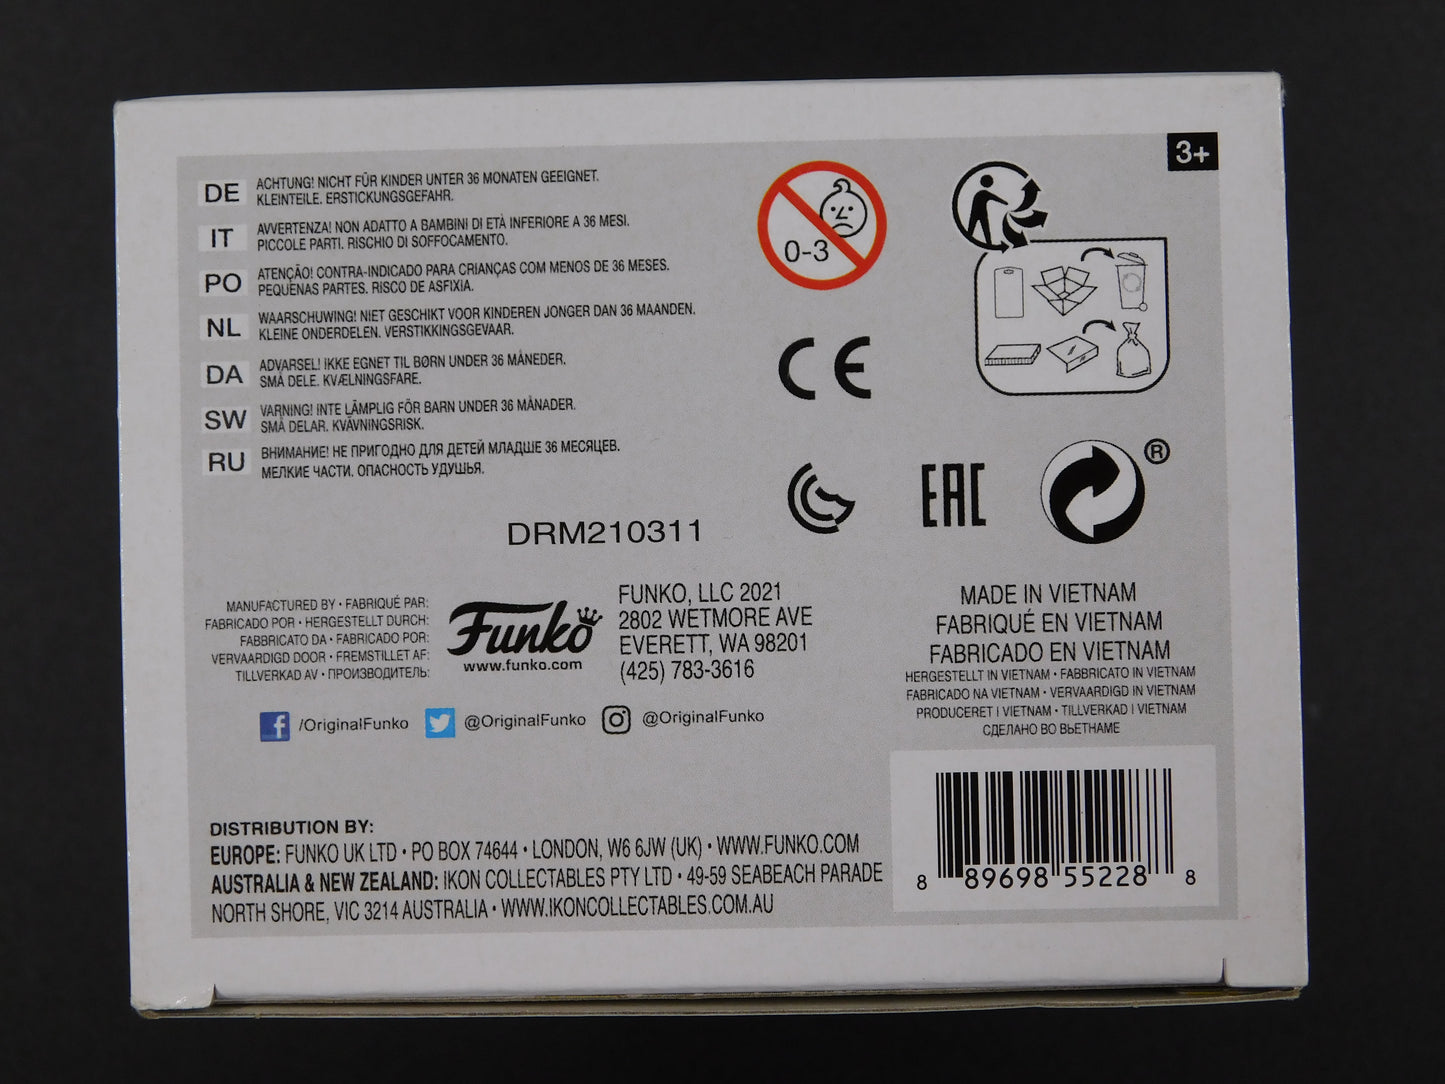 3+
DE
ACHTUNG! NICHT FÜR KINDER UNTER 36 MONATEN GEEIGNET.
KLEINTEILE. ERSTICKUNGSGEFAHR.
IT
AVVERTENZA! NON ADATTO A BAMBINI DI ETÀ INFERIORE A 36 MESI.
PICCOLE PARTI. RISCHIO DI SOFFOCAMENTO.
PO
ATENÇÃO! CONTRA-INDICADO PARA CRIANÇAS COM MENOS DE 36 MESES.
PEQUENAS PARTES. RISCO DE ASFIXIA.
NL
WAARSCHUWING! NIET GESCHIKT VOOR KINDEREN JONGER DAN 36 MAANDEN.
KLEINE ONDERDELEN. VERSTIKKINGSGEVAAR.
DA
ADVARSEL! IKKE EGNET TIL BØRN UNDER 36 MÅNEDER.
SMÅ DELE. KVÆLNINGSFARE.
SW
VARNING! INTE LÄMPLIG FÖR BARN UNDER 36 MÅNADER.
SMÅ DELAR. KVÄVNINGSRISK.
RU
ВНИМАНИЕ! НЕ ПРИГОДНО ДЛЯ ДЕТЕЙ МЛАДШЕ 36 МЕСЯЦЕВ.
МЕЛКИЕ ЧАСТИ. ОПАСНОСТЬ УДУШЬЯ.
0-3
CE
EAC
®
DRM210311
MANUFACTURED BY • FABRIQUÉ PAR:
FABRICADO POR • HERGESTELLT DURCH:
FABBRICATO DA • FABRICADO POR:
VERVAARDIGD DOOR • FREMSTILLET AF:
TILLVERKAD AV • ПРОИЗВОДИТЕЛЬ:
Funko
www.funko.com
FUNKO, LLC 2021
2802 WETMORE AVE
EVERETT, WA 98201
(425) 783-3616
MADE IN VIETNAM
FABRIQUÉ EN VIETNAM
FABRICADO EN VIETNAM
HERGESTELLT IN VIETNAM • FABBRICATO IN VIETNAM
FABRICADO NA VIETNAM • VERVAARDIGD IN VIETNAM
PRODUCERET I VIETNAM • TILLVERKAD I VIETNAM
СДЕЛАНО ВО ВЬЕТНАМЕ
/OriginalFunko @OriginalFunko @OriginalFunko
DISTRIBUTION BY:
EUROPE: FUNKO UK LTD • PO BOX 74644 • LONDON, W6 6JW (UK) • WWW.FUNKO.COM
AUSTRALIA & NEW ZEALAND: IKON COLLECTABLES PTY LTD • 49-59 SEABEACH PARADE
NORTH SHORE, VIC 3214 AUSTRALIA • WWW.IKONCOLLECTABLES.COM.AU
8 89698 55228 8